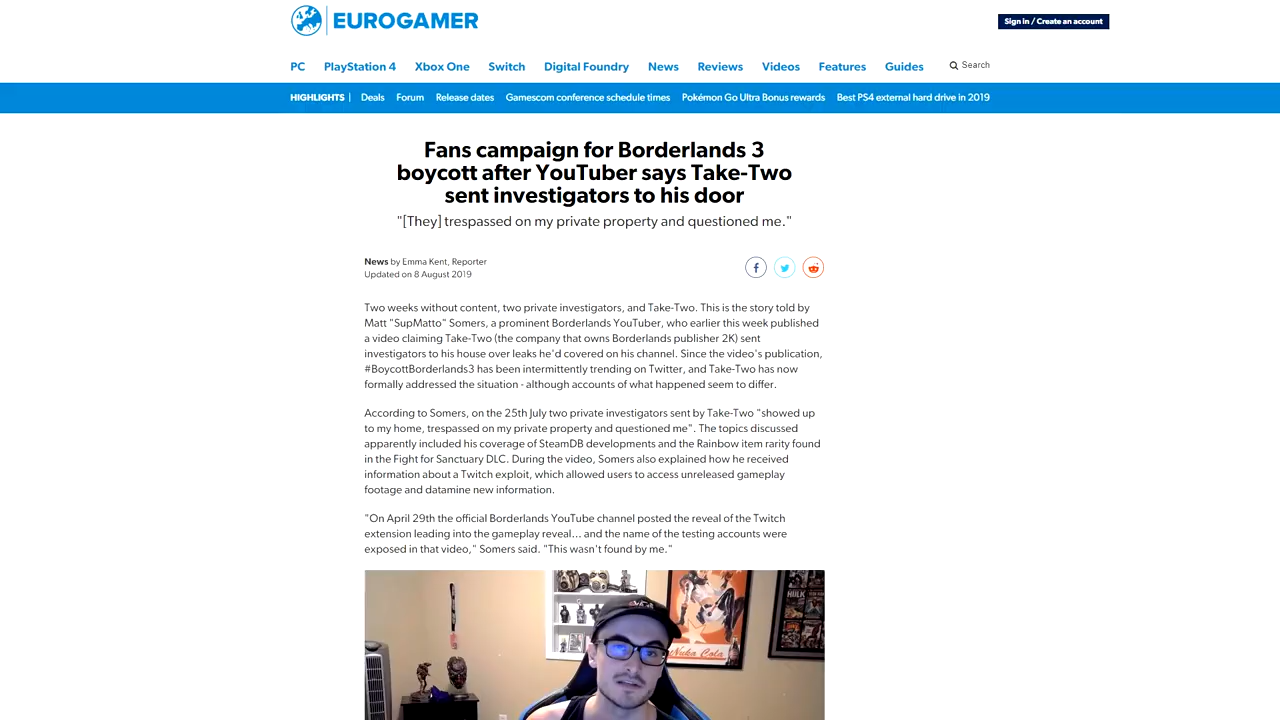 EUROGAMER
Sign in / Create an account
PC PlayStation 4 Xbox One Switch Digital Foundry News Reviews Videos Features Guides Search
HIGHLIGHTS | Deals Forum Release dates Gamescom conference schedule times Pokémon Go Ultra Bonus rewards Best PS4 external hard drive in 2019
Fans campaign for Borderlands 3
boycott after YouTuber says Take-Two
sent investigators to his door
"[They] trespassed on my private property and questioned me."
News by Emma Kent, Reporter
Updated on 8 August 2019
Two weeks without content, two private investigators, and Take-Two. This is the story told by
Matt "SupMatto" Somers, a prominent Borderlands YouTuber, who earlier this week published
a video claiming Take-Two (the company that owns Borderlands publisher 2K) sent
investigators to his house over leaks he'd covered on his channel. Since the video's publication,
#BoycottBorderlands3 has been intermittently trending on Twitter, and Take-Two has now
formally addressed the situation - although accounts of what happened seem to differ.
According to Somers, on the 25th July two private investigators sent by Take-Two "showed up
to my home, trespassed on my private property and questioned me". The topics discussed
apparently included his coverage of SteamDB developments and the Rainbow item rarity found
in the Fight for Sanctuary DLC. During the video, Somers also explained how he received
information about a Twitch exploit, which allowed users to access unreleased gameplay
footage and datamine new information.
"On April 29th the official Borderlands YouTube channel posted the reveal of the Twitch
extension leading into the gameplay reveal... and the name of the testing accounts were
exposed in that video," Somers said. "This wasn't found by me."
HULK
Nuka Cola